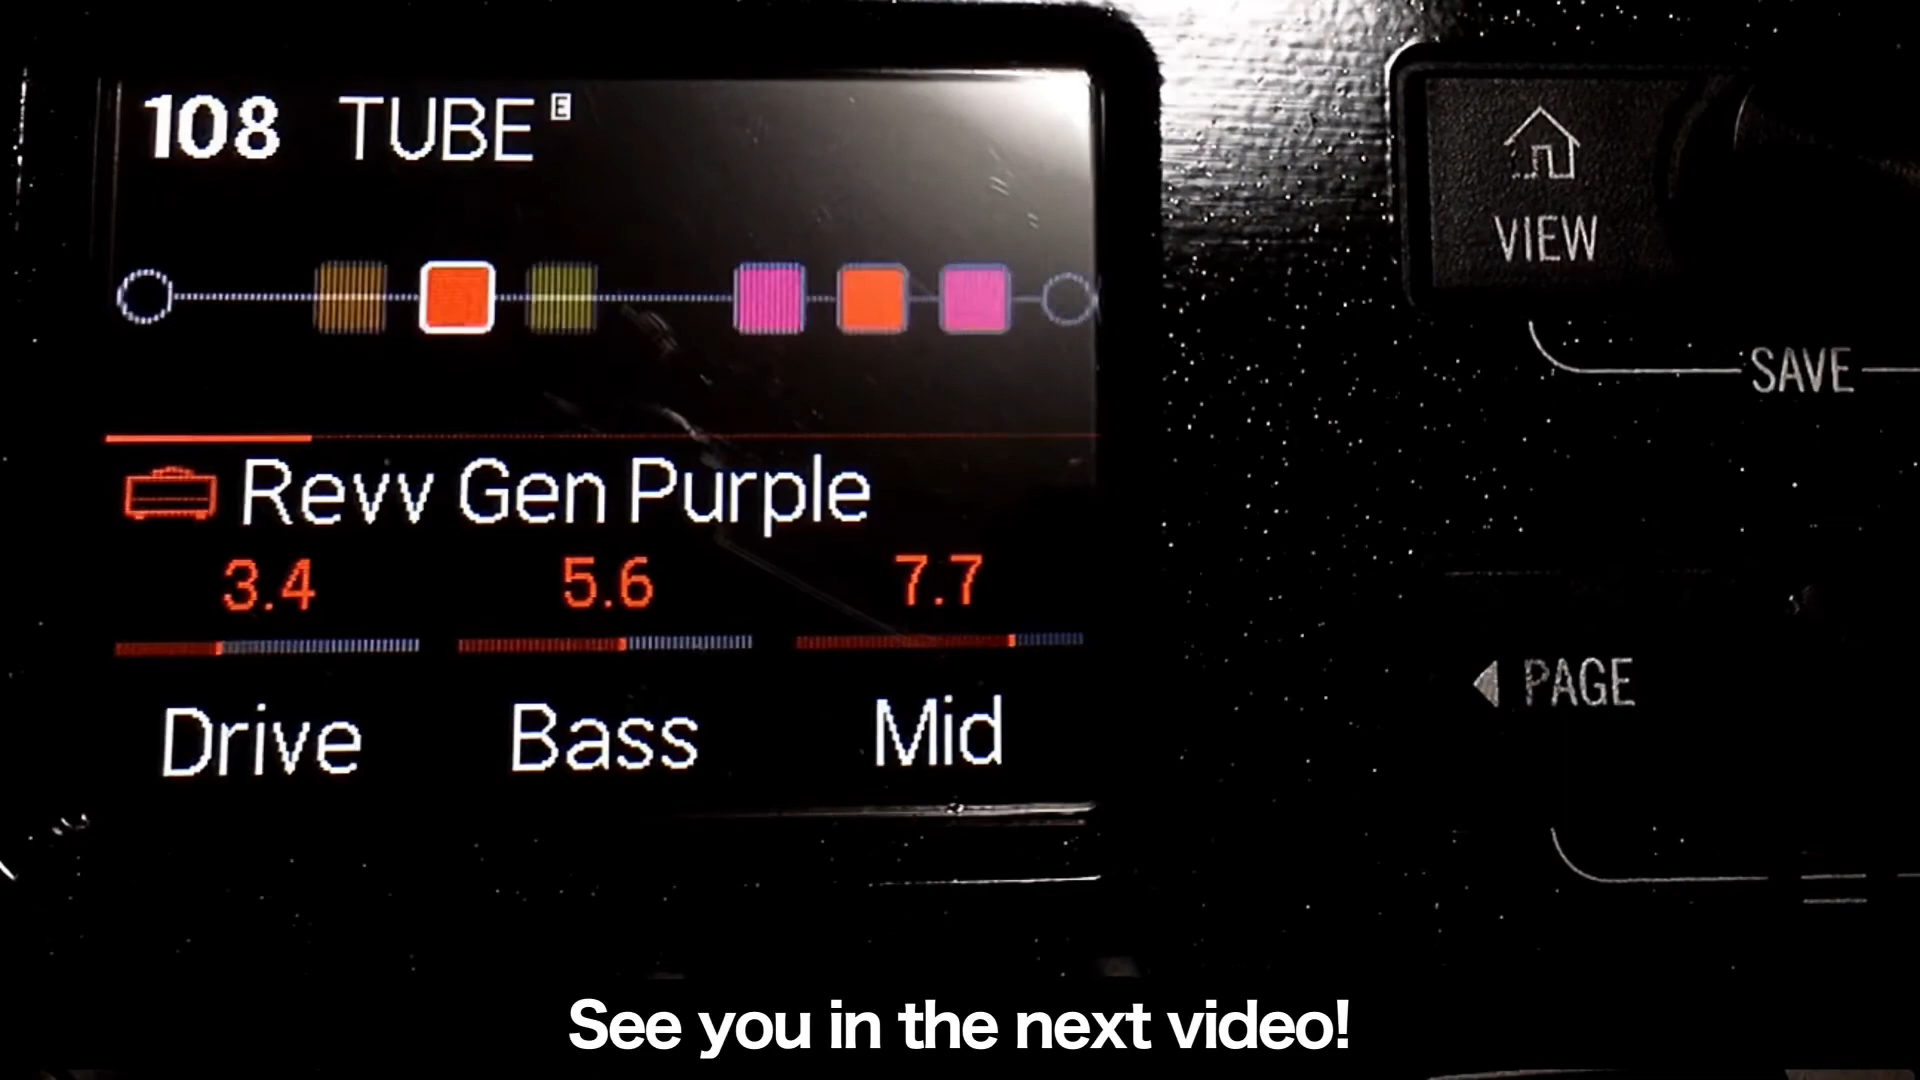 108 TUBE E
VIEW
SAVE
Revv Gen Purple
3.4 5.6 7.7
Drive Bass Mid
PAGE
See you in the next video!